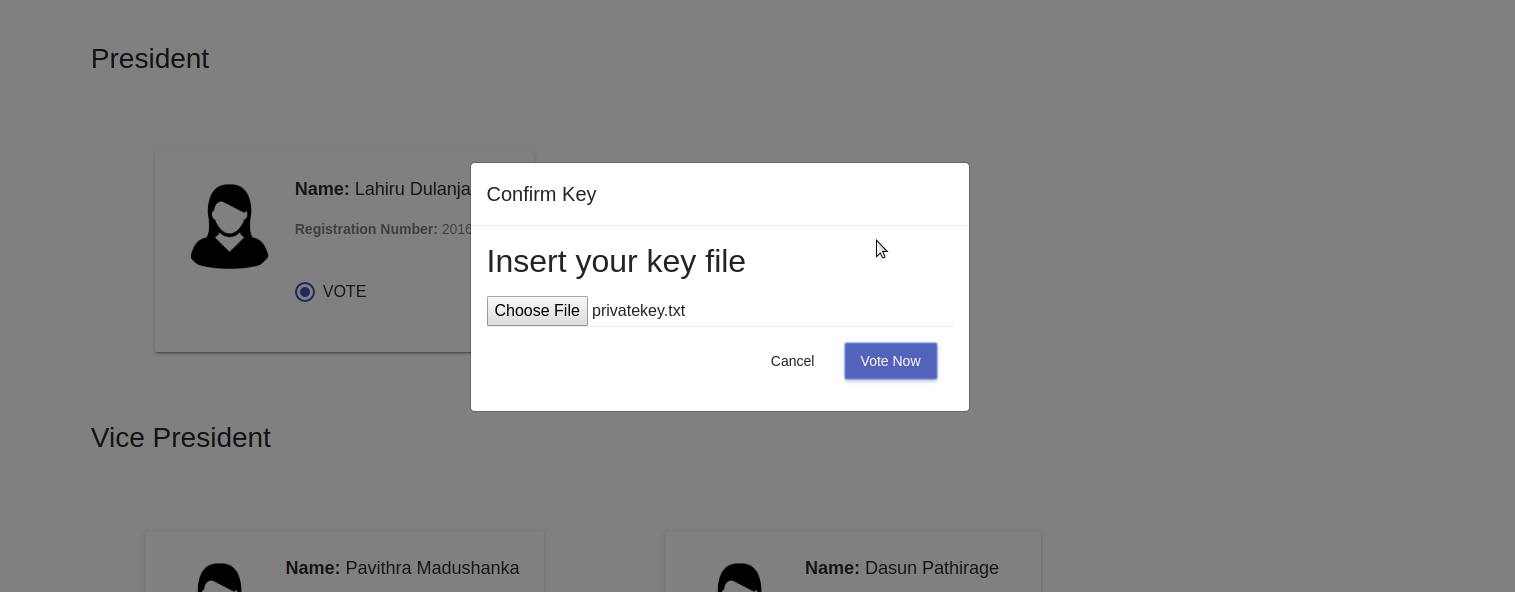 President
Name: Lahiru Dulanja
Registration Number: 2016
VOTE
Confirm Key
Insert your key file
Choose File privatekey.txt
Cancel Vote Now
Vice President
Name: Pavithra Madushanka
Name: Dasun Pathirage